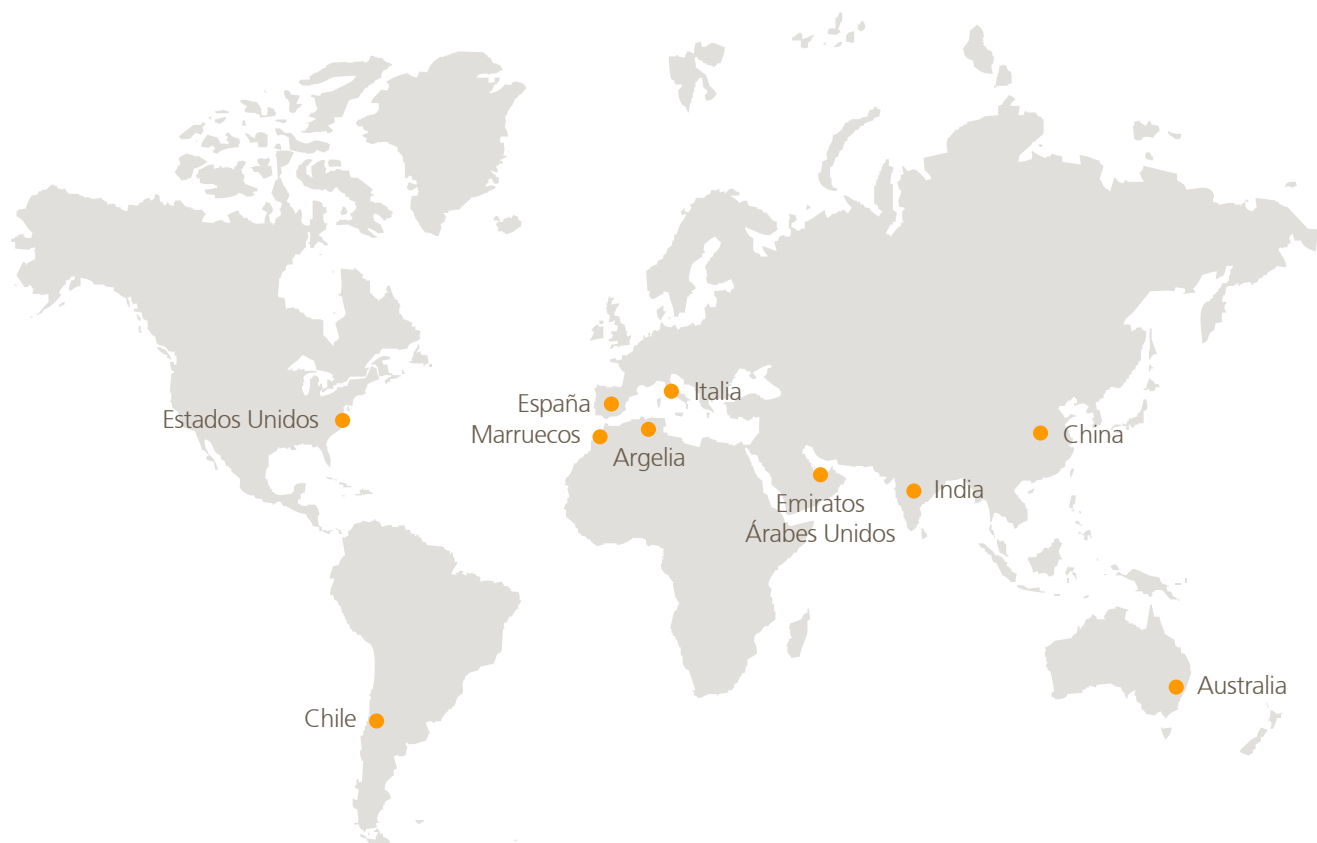 Italia
España
Estados Unidos
Marruecos
China
Argelia
India
Emiratos
Árabes Unidos
Australia
Chile